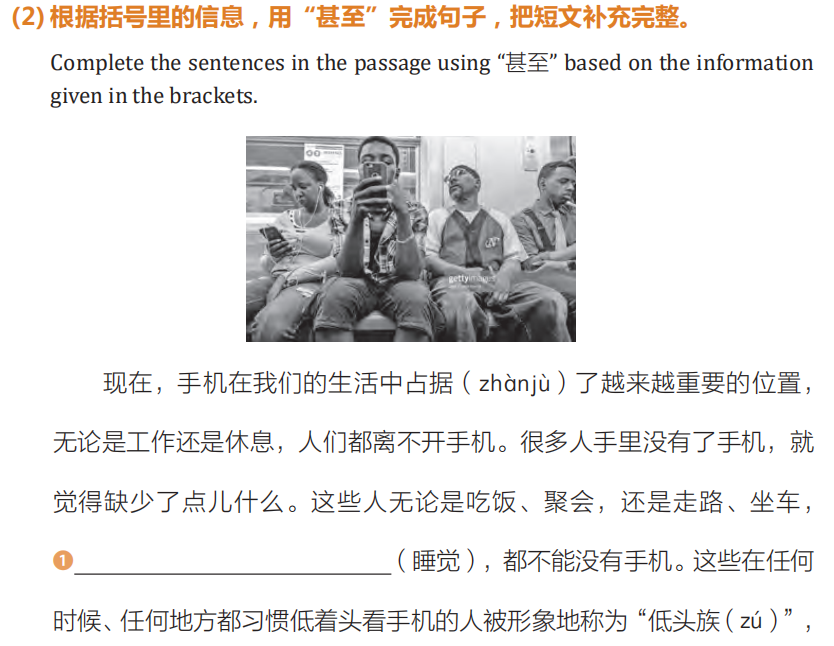 (2) 根据括号里的信息，用“甚至”完成句子，把短文补充完整。
Complete the sentences in the passage using “甚至” based on the information
given in the brackets.
gettyimages
现在，手机在我们的生活中占据（zhànjù）了越来越重要的位置，
无论是工作还是休息，人们都离不开手机。很多人手里没有了手机，就
觉得缺少了点儿什么。这些人无论是吃饭、聚会，还是走路、坐车，
❶____________________（睡觉），都不能没有手机。这些在任何
时候、任何地方都习惯低着头看手机的人被形象地称为“低头族（zú）”，